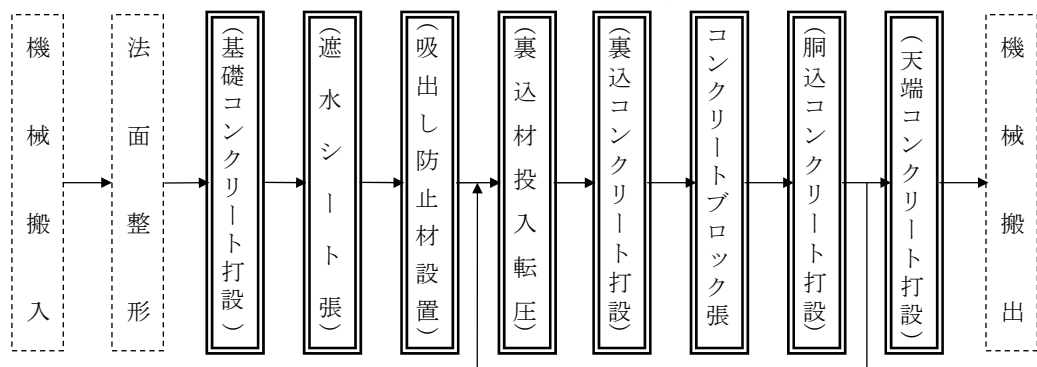 機械搬入
法面整形
(基礎コンクリート打設)
(遮水シート張)
(吸出し防止材設置)
(裏込材投入転圧)
(裏込コンクリート打設)
コンクリートブロック張
(胴込コンクリート打設)
(天端コンクリート打設)
機械搬出